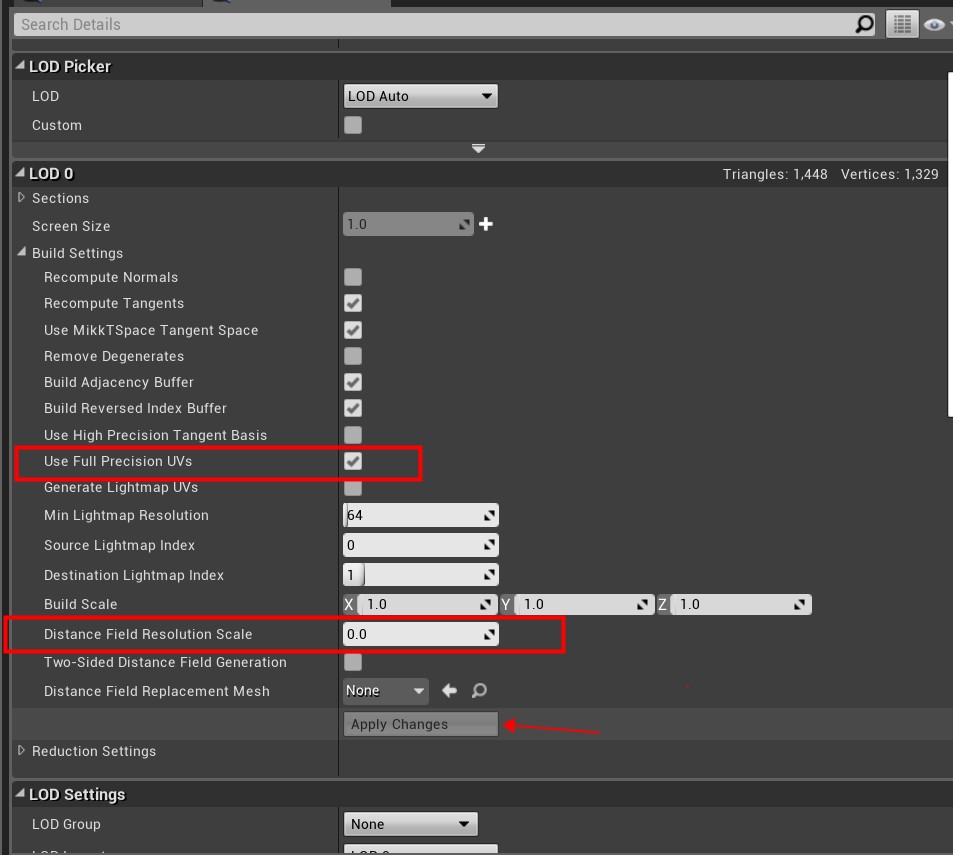 Search Details
LOD Picker
LOD LOD Auto
Custom
LOD 0 Triangles: 1,448 Vertices: 1,329
Sections
Screen Size 1.0
Build Settings
Recompute Normals
Recompute Tangents
Use MikkTSpace Tangent Space
Remove Degenerates
Build Adjacency Buffer
Build Reversed Index Buffer
Use High Precision Tangent Basis
Use Full Precision UVs
Generate Lightmap UVs
Min Lightmap Resolution 64
Source Lightmap Index 0
Destination Lightmap Index 1
Build Scale X 1.0 Y 1.0 Z 1.0
Distance Field Resolution Scale 0.0
Two-Sided Distance Field Generation
Distance Field Replacement Mesh None
Apply Changes
Reduction Settings
LOD Settings
LOD Group None